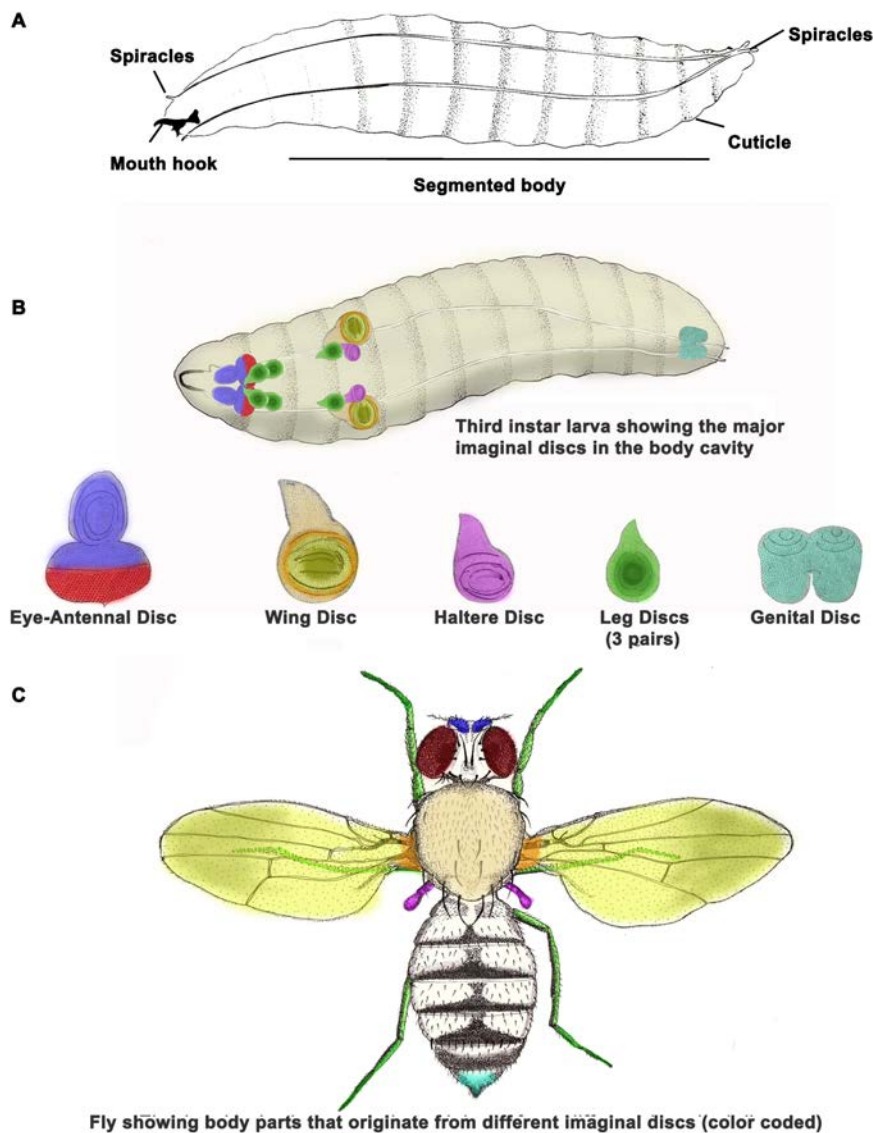 A
Spiracles
Spiracles
Mouth hook
Cuticle
Segmented body
B
Third instar larva showing the major
imaginal discs in the body cavity
Eye-Antennal Disc
Wing Disc
Haltere Disc
Leg Discs
(3 pairs)
Genital Disc
C
Fly showing body parts that originate from different imaginal discs (color coded)